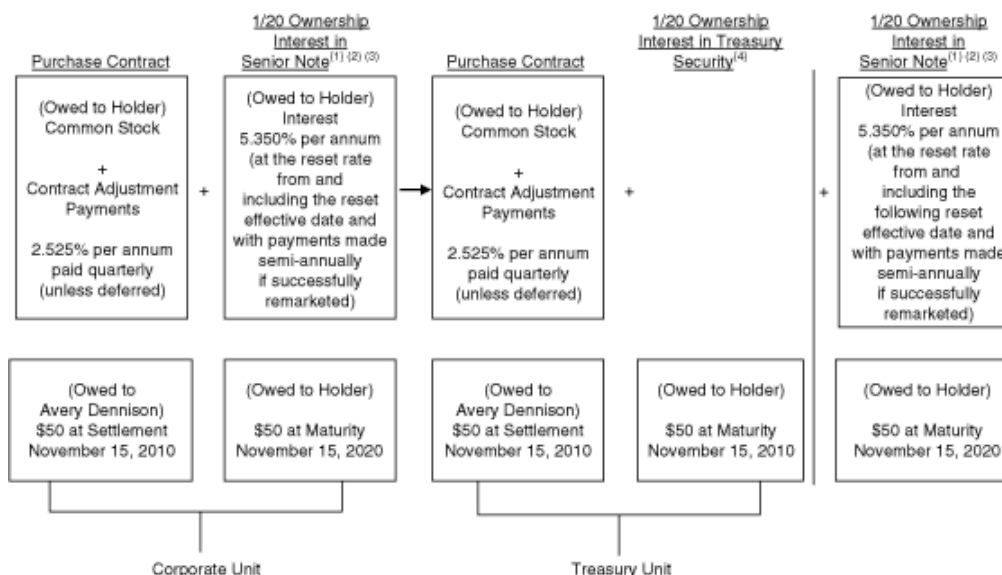 Purchase Contract
1/20 Ownership
Interest in
Senior Note(1) (2) (3)
Purchase Contract
1/20 Ownership
Interest in Treasury
Security(4)
1/20 Ownership
Interest in
Senior Note(1) (2) (3)
(Owed to Holder)
Common Stock
+
Contract Adjustment
Payments
2.525% per annum
paid quarterly
(unless deferred)
+
(Owed to Holder)
Interest
5.350% per annum
(at the reset rate
from and
including the reset
effective date and
with payments made
semi-annually
if successfully
remarketed)
(Owed to Holder)
Common Stock
+
Contract Adjustment
Payments
2.525% per annum
paid quarterly
(unless deferred)
+
+
(Owed to Holder)
Interest
5.350% per annum
(at the reset rate
from and
including the
following reset
effective date and
with payments made
semi-annually
if successfully
remarketed)
(Owed to
Avery Dennison)
$50 at Settlement
November 15, 2010
(Owed to Holder)
$50 at Maturity
November 15, 2020
(Owed to
Avery Dennison)
$50 at Settlement
November 15, 2010
(Owed to Holder)
$50 at Maturity
November 15, 2010
(Owed to Holder)
$50 at Maturity
November 15, 2020
Corporate Unit
Treasury Unit